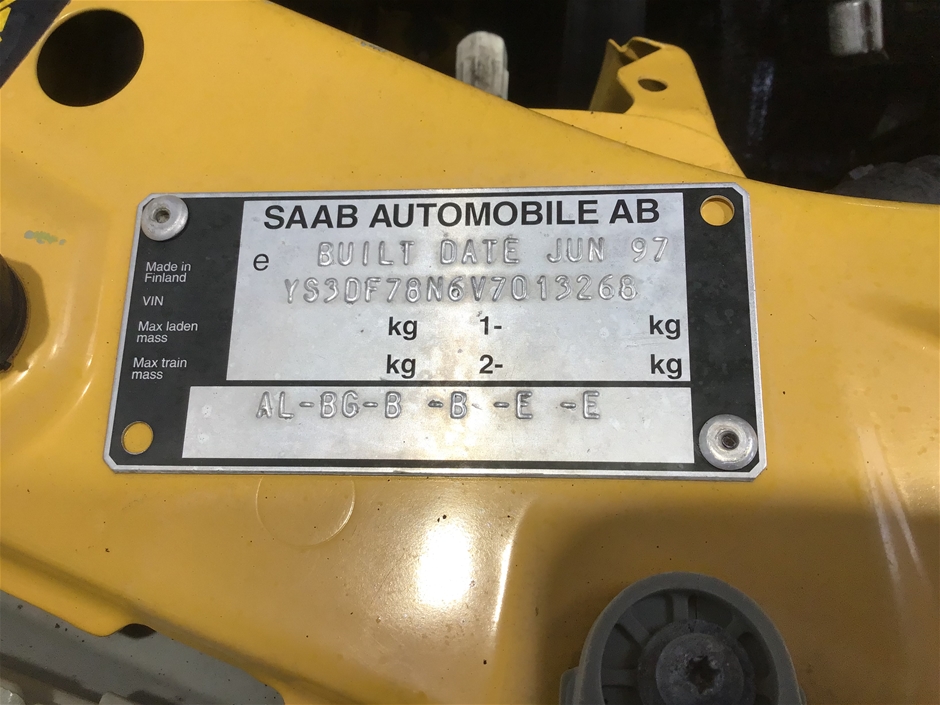 SAAB AUTOMOBILE AB
e BUILT DATE JUN 97
Made in
Finland
VIN YS3DF78N6V7013268
Max laden
mass kg 1- kg
Max train
mass kg 2- kg
AL-BG-B -B -E -E